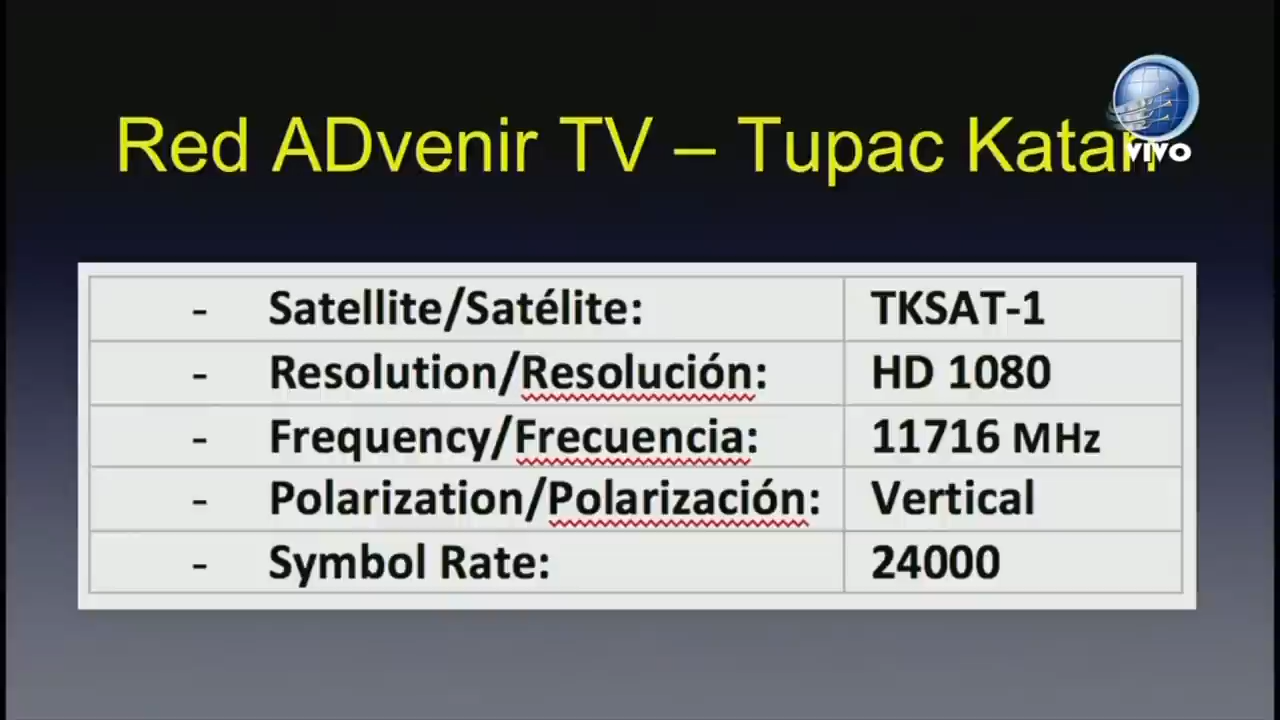 Red ADvenir TV – Tupac Katari
VIVO
- Satellite/Satélite: TKSAT-1
- Resolution/Resolución: HD 1080
- Frequency/Frecuencia: 11716 MHz
- Polarization/Polarización: Vertical
- Symbol Rate: 24000